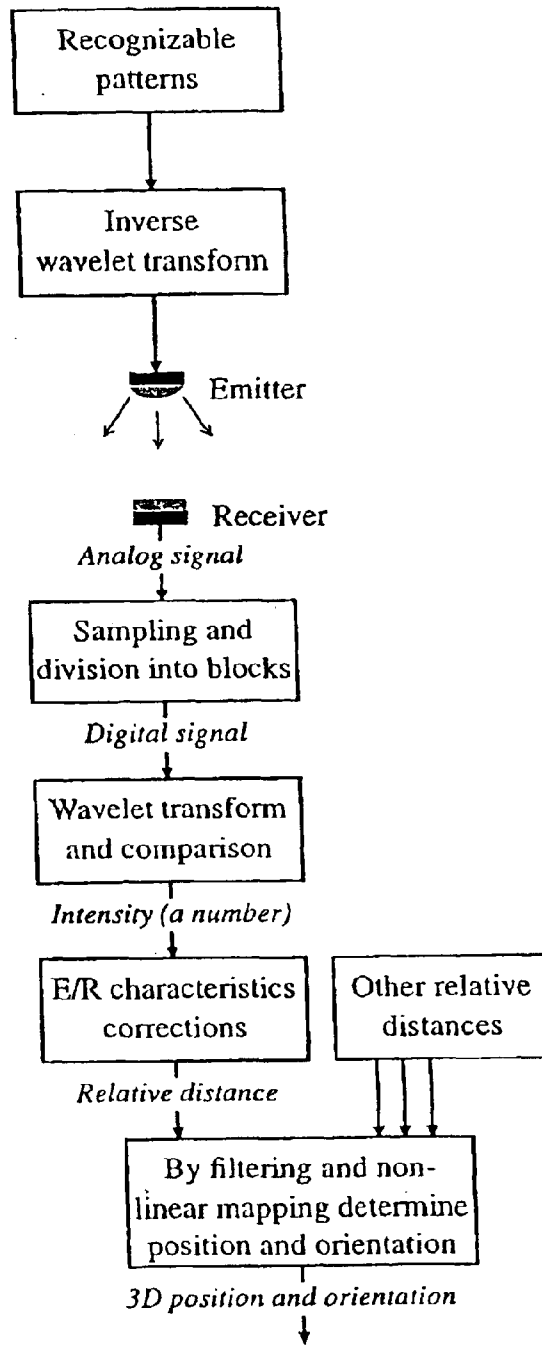 Recognizable
patterns
Inverse
wavelet transform
Emitter
Receiver
Analog signal
Sampling and
division into blocks
Digital signal
Wavelet transform
and comparison
Intensity (a number)
E/R characteristics
corrections
Other relative
distances
Relative distance
By filtering and non-
linear mapping determine
position and orientation
3D position and orientation